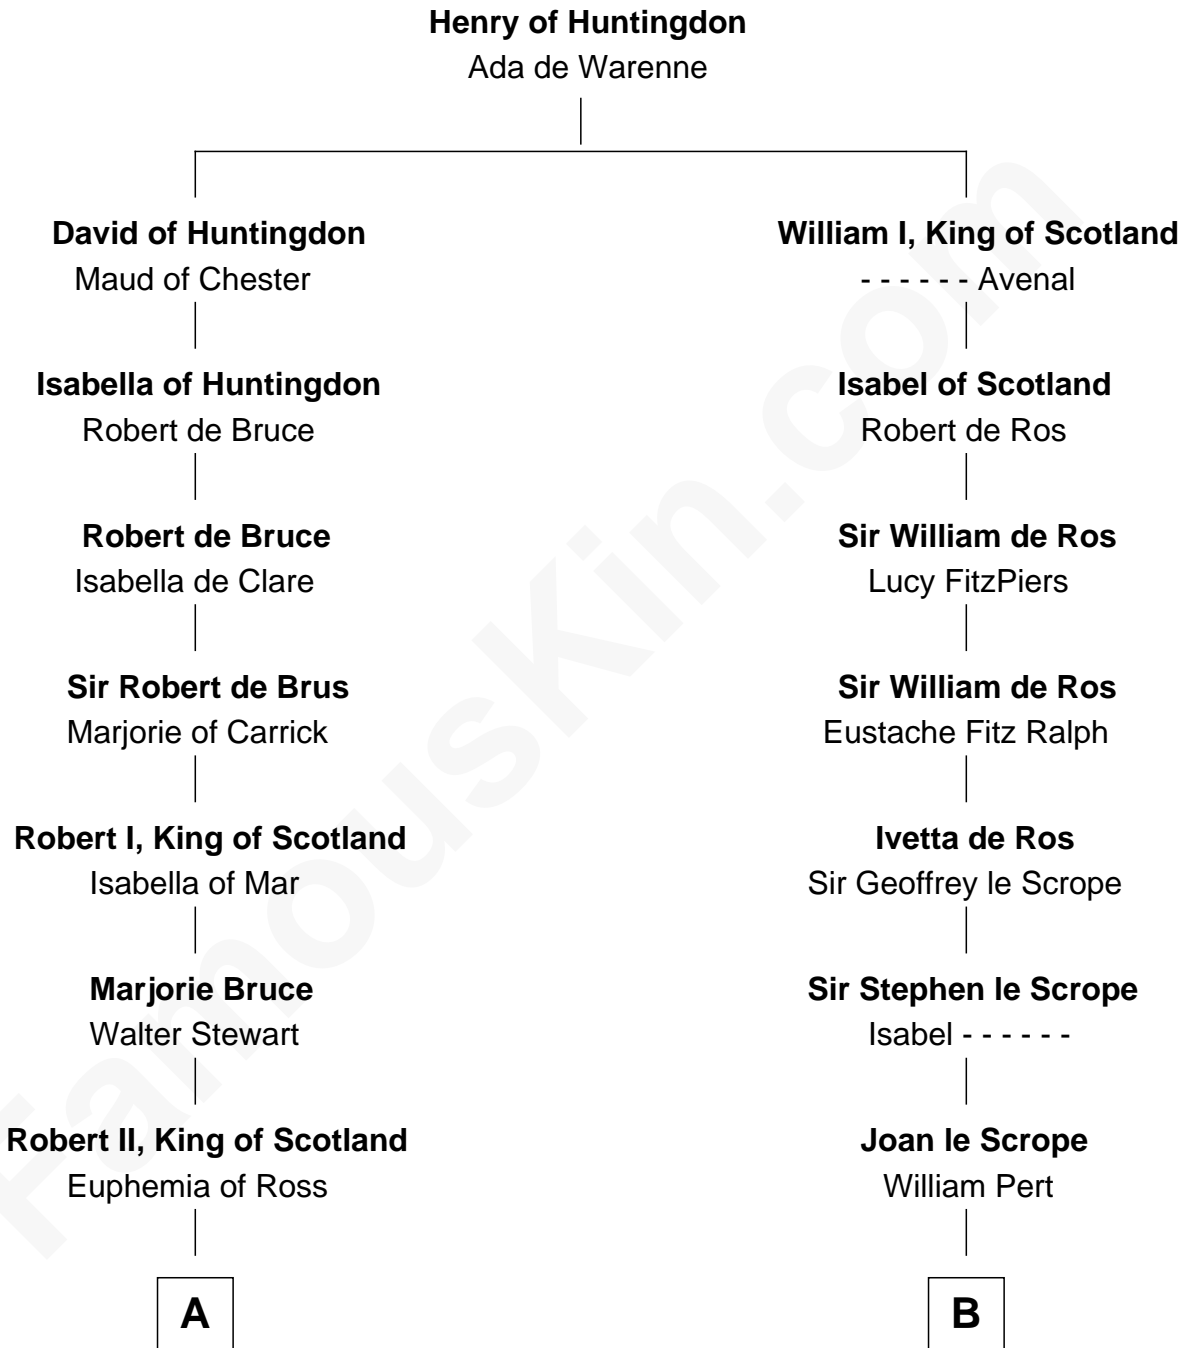 Henry of Huntingdon
Ada de Warenne
David of Huntingdon
Maud of Chester
William I, King of Scotland
- - - - - - Avenal
Isabella of Huntingdon
Robert de Bruce
Isabel of Scotland
Robert de Ros
Robert de Bruce
Isabella de Clare
Sir William de Ros
Lucy FitzPiers
Sir Robert de Brus
Marjorie of Carrick
Sir William de Ros
Eustache Fitz Ralph
Robert I, King of Scotland
Isabella of Mar
Ivetta de Ros
Sir Geoffrey le Scrope
Marjorie Bruce
Walter Stewart
Sir Stephen le Scrope
Isabel - - - - - -
Robert II, King of Scotland
Euphemia of Ross
Joan le Scrope
William Pert
A
B
FamousKin.com